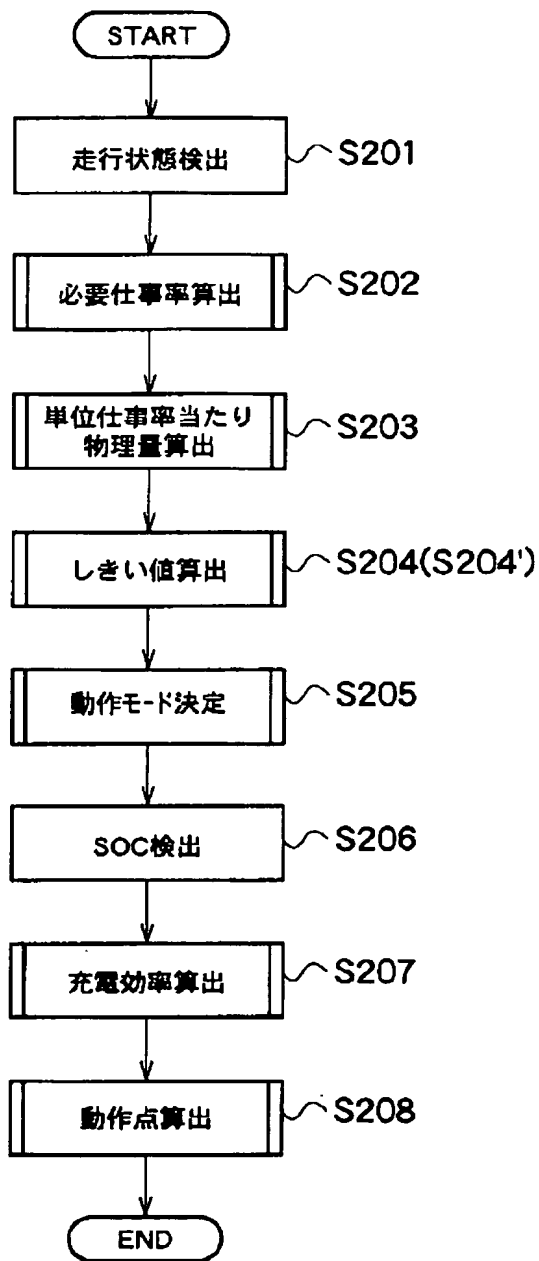 START
走行状態検出
S201
必要仕事率算出
S202
単位仕事率当たり
物理量算出
S203
しきい値算出
S204(S204')
動作モード決定
S205
SOC検出
S206
充電効率算出
S207
動作点算出
S208
END